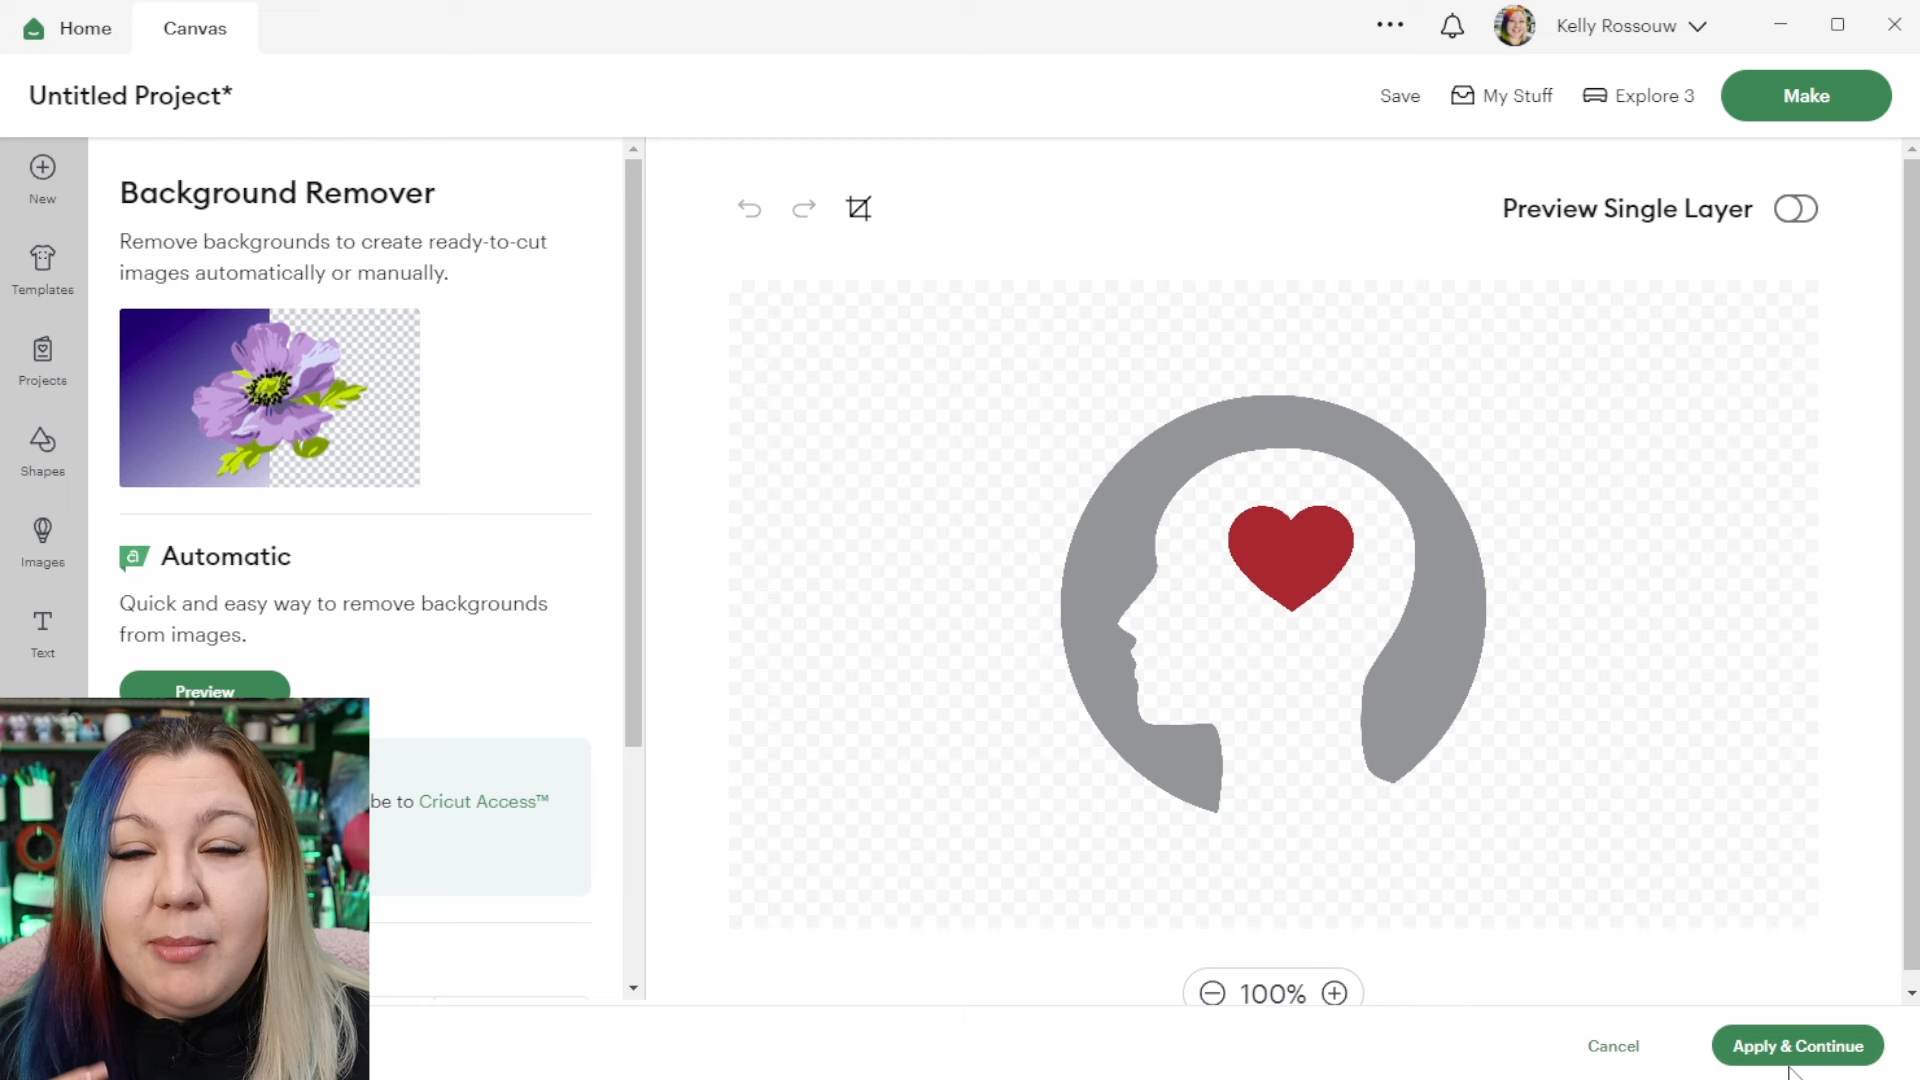 Home
Canvas
Kelly Rossouw
Untitled Project*
Save
My Stuff
Explore 3
Make
New
Templates
Projects
Shapes
Images
Text
Background Remover
Remove backgrounds to create ready-to-cut
images automatically or manually.
a Automatic
Quick and easy way to remove backgrounds
from images.
Preview
be to Cricut Access™
Preview Single Layer
100%
Cancel
Apply & Continue